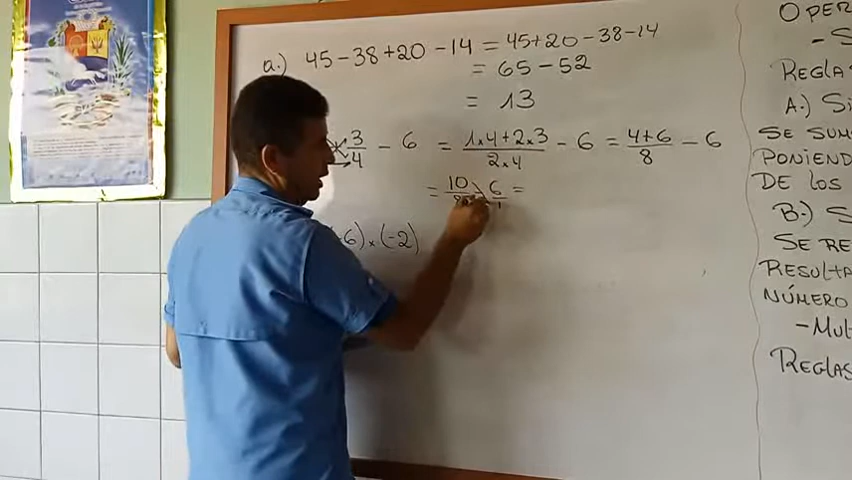 a.) 45-38+20-14 = 45+20-38-14
= 65-52
= 13
3/4 - 6 = 1x4+2x3/2x4 - 6 = 4+6/8 - 6
= 10/8 - 6/1 =
6)x(-2)
OPER
REGLAS
A.) Si
SE SUM
PONIEND
DE LOS
B.) S
SE RE
RESULTA
NÚMERO
-MUL
REGLAS